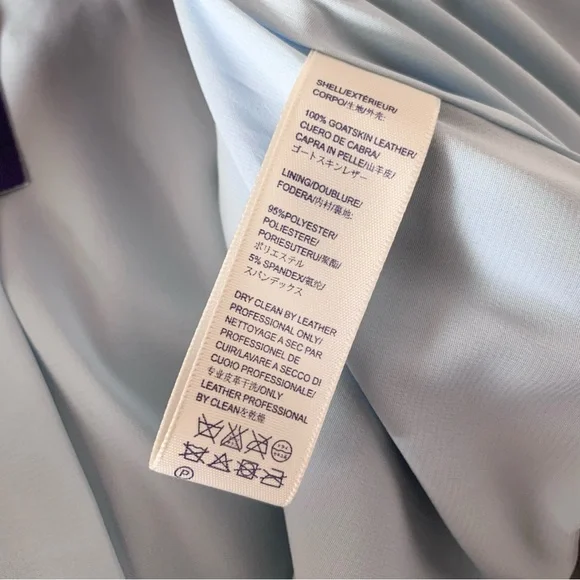 SHELL/EXTÉRIEUR/
CORPO/生地/外壳:
100% GOATSKIN LEATHER/
CUERO DE CABRA/
CAPRA IN PELLE/山羊皮/
ゴートスキンレザー
LINING/DOUBLURE/
FODERA/内衬/裏地:
95%POLYESTER/
POLIESTERE/
PORIESUTERU/聚酯/
ポリエステル
5% SPANDEX/氨纶/
スパンデックス
DRY CLEAN BY LEATHER
PROFESSIONAL ONLY/
NETTOYAGE A SEC PAR
PROFESSIONEL DE
CUIR/LAVARE A SECCO DI
CUOIO PROFESSIONALE/
专业皮革干洗/ONLY
LEATHER PROFESSIONAL
BY CLEANを乾燥
P